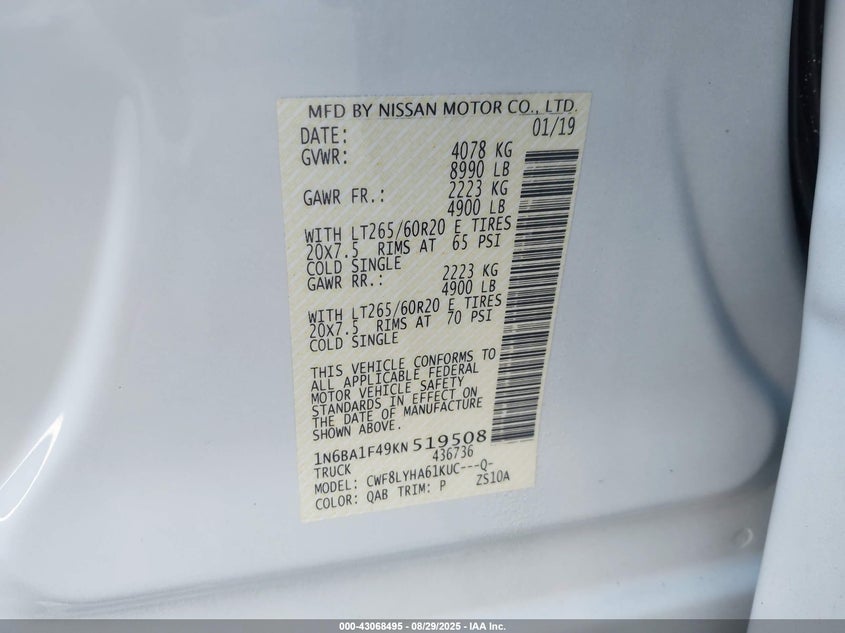 MFD BY NISSAN MOTOR CO., LTD.
DATE: 01/19
GVWR: 4078 KG
8990 LB
GAWR FR.: 2223 KG
4900 LB
WITH LT265/60R20 E TIRES
20X7.5 RIMS AT 65 PSI
COLD SINGLE
GAWR RR.: 2223 KG
4900 LB
WITH LT265/60R20 E TIRES
20X7.5 RIMS AT 70 PSI
COLD SINGLE
THIS VEHICLE CONFORMS TO
ALL APPLICABLE FEDERAL
MOTOR VEHICLE SAFETY
STANDARDS IN EFFECT ON
THE DATE OF MANUFACTURE
SHOWN ABOVE.
1N6BA1F49KN519508
TRUCK 436736
MODEL: CWF8LYHA61KUC---Q-
COLOR: QAB TRIM: P ZS10A
000-43068495 - 08/29/2025 - IAA Inc.